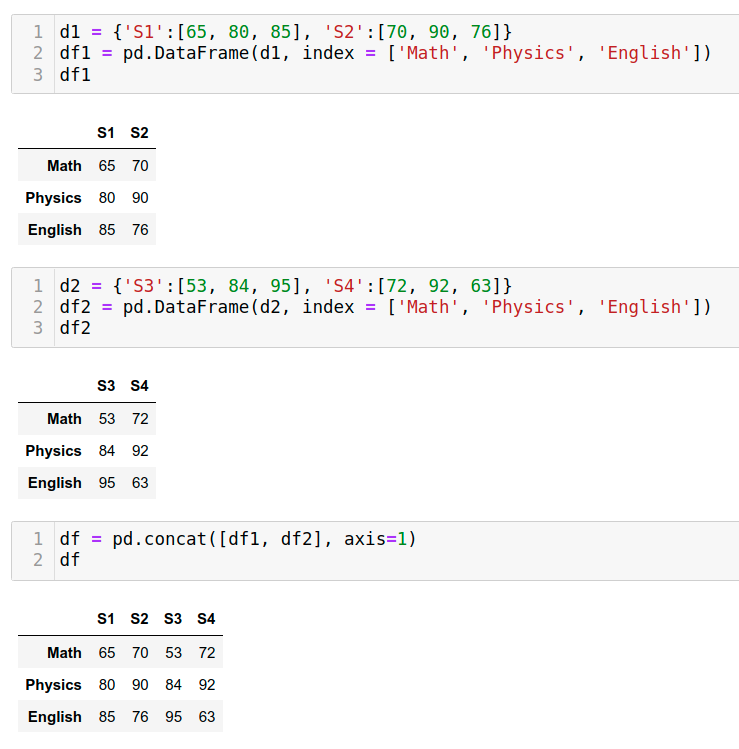 1 d1 = {'S1':[65, 80, 85], 'S2':[70, 90, 76]}
2 df1 = pd.DataFrame(d1, index = ['Math', 'Physics', 'English'])
3 df1
S1 S2
Math 65 70
Physics 80 90
English 85 76
1 d2 = {'S3':[53, 84, 95], 'S4':[72, 92, 63]}
2 df2 = pd.DataFrame(d2, index = ['Math', 'Physics', 'English'])
3 df2
S3 S4
Math 53 72
Physics 84 92
English 95 63
1 df = pd.concat([df1, df2], axis=1)
2 df
S1 S2 S3 S4
Math 65 70 53 72
Physics 80 90 84 92
English 85 76 95 63